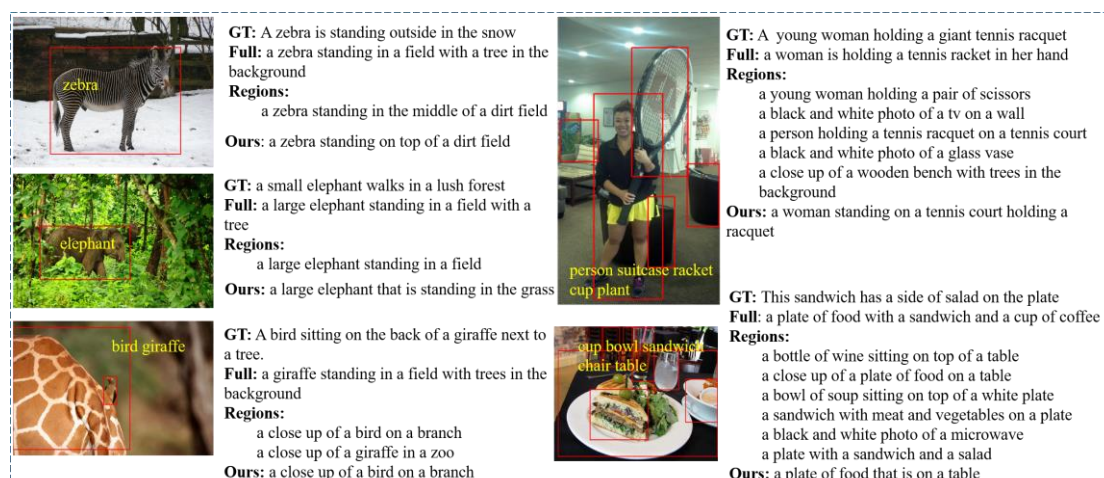 zebra
GT: A zebra is standing outside in the snow
Full: a zebra standing in a field with a tree in the
background
Regions:
a zebra standing in the middle of a dirt field
Ours: a zebra standing on top of a dirt field
elephant
GT: a small elephant walks in a lush forest
Full: a large elephant standing in a field with a
tree
Regions:
a large elephant standing in a field
Ours: a large elephant that is standing in the grass
bird giraffe
GT: A bird sitting on the back of a giraffe next to
a tree.
Full: a giraffe standing in a field with trees in the
background
Regions:
a close up of a bird on a branch
a close up of a giraffe in a zoo
Ours: a close up of a bird on a branch
person suitcase racket
cup plant
GT: A young woman holding a giant tennis racquet
Full: a woman is holding a tennis racket in her hand
Regions:
a young woman holding a pair of scissors
a black and white photo of a tv on a wall
a person holding a tennis racquet on a tennis court
a black and white photo of a glass vase
a close up of a wooden bench with trees in the
background
Ours: a woman standing on a tennis court holding a
racquet
cup bowl sandwich
chair table
GT: This sandwich has a side of salad on the plate
Full: a plate of food with a sandwich and a cup of coffee
Regions:
a bottle of wine sitting on top of a table
a close up of a plate of food on a table
a bowl of soup sitting on top of a white plate
a sandwich with meat and vegetables on a plate
a black and white photo of a microwave
a plate with a sandwich and a salad
Ours: a plate of food that is on a table